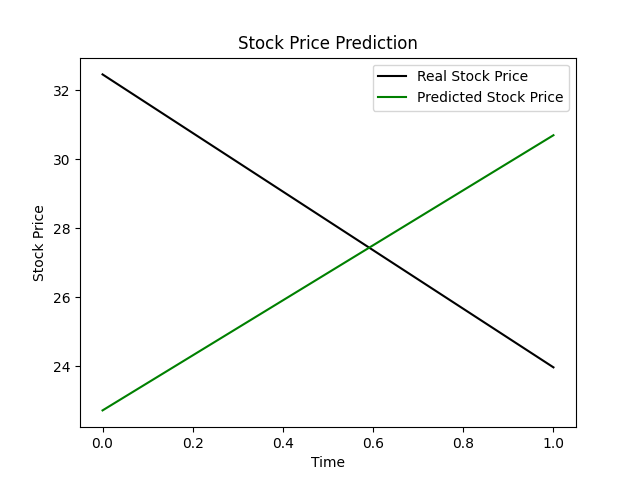 Stock Price Prediction
Real Stock Price
Predicted Stock Price
Stock Price
32
30
28
26
24
0.0 0.2 0.4 0.6 0.8 1.0
Time